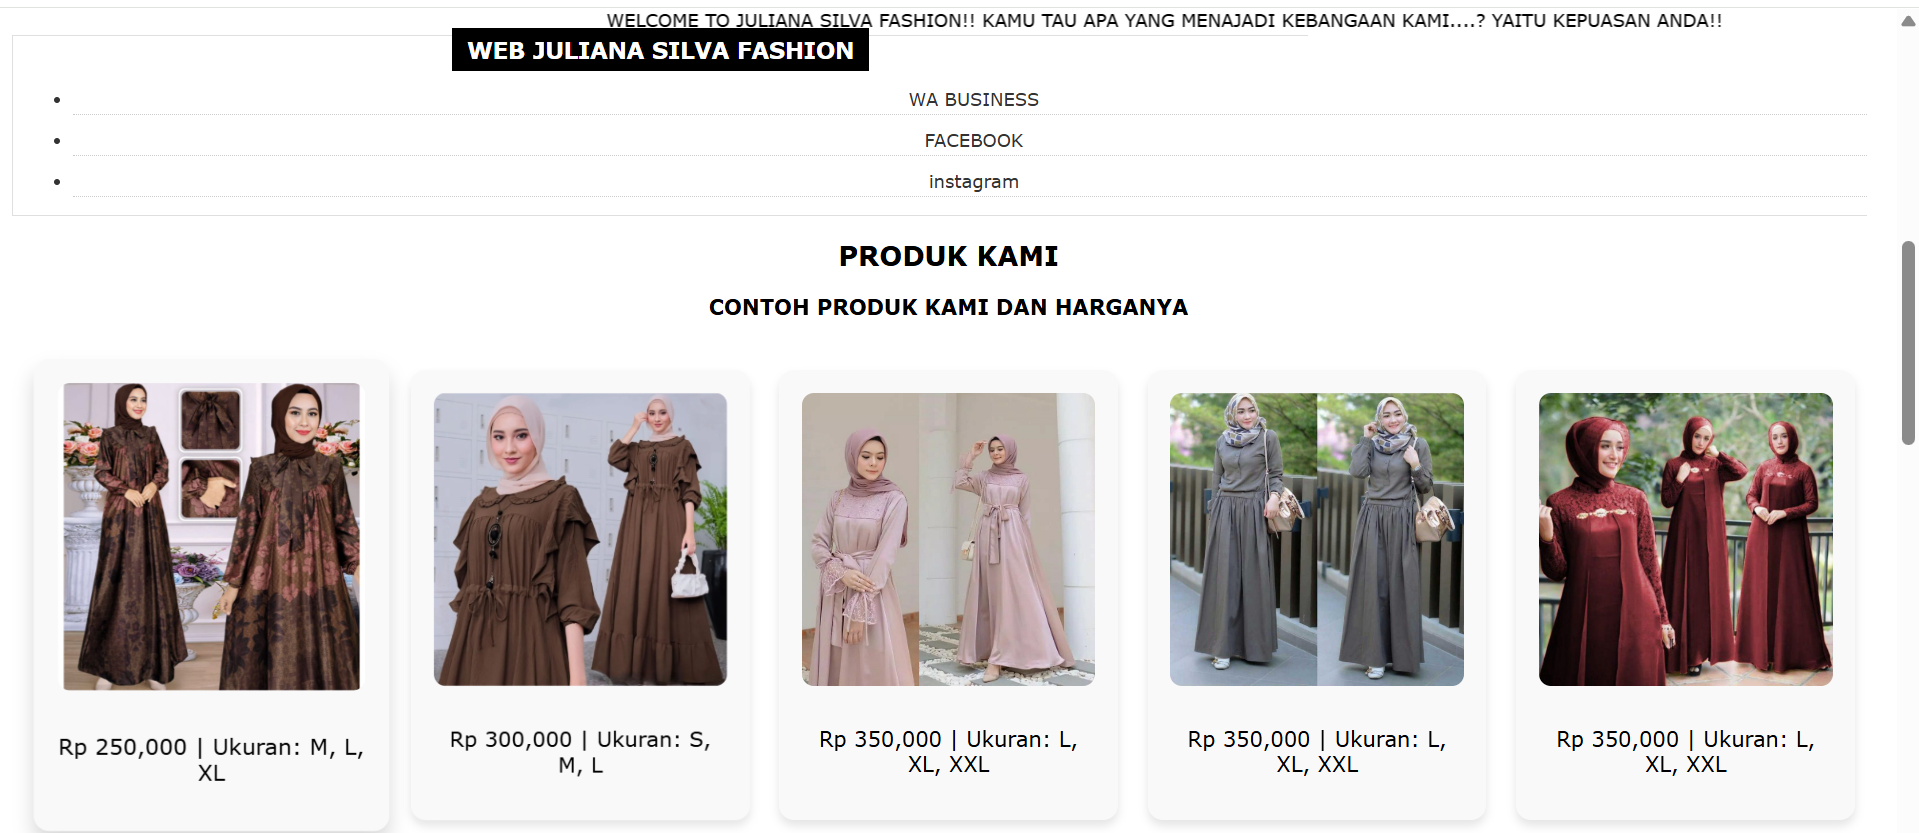 WELCOME TO JULIANA SILVA FASHION!! KAMU TAU APA YANG MENAJADI KEBANGAAN KAMI....? YAITU KEPUASAN ANDA!!
WEB JULIANA SILVA FASHION
WA BUSINESS
FACEBOOK
instagram
PRODUK KAMI
CONTOH PRODUK KAMI DAN HARGANYA
Rp 250,000 | Ukuran: M, L,
XL
Rp 300,000 | Ukuran: S,
M, L
Rp 350,000 | Ukuran: L,
XL, XXL
Rp 350,000 | Ukuran: L,
XL, XXL
Rp 350,000 | Ukuran: L,
XL, XXL